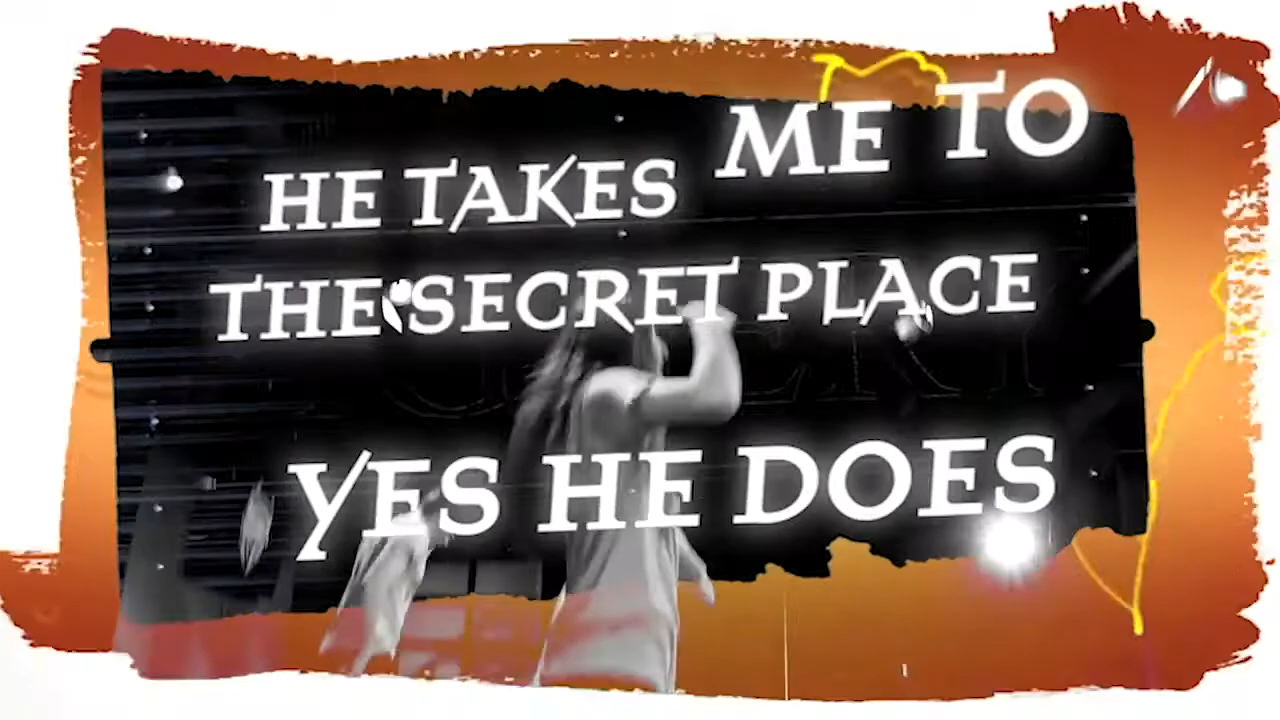 HE TAKES ME TO
THE SECRET PLACE
YES HE DOES